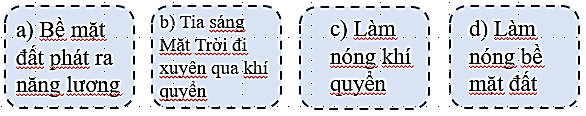 a) Bề mặt
đất phát ra
năng lượng
b) Tia sáng
Mặt Trời đi
xuyên qua khí
quyển
c) Làm
nóng khí
quyển
d) Làm
nóng bề
mặt đất